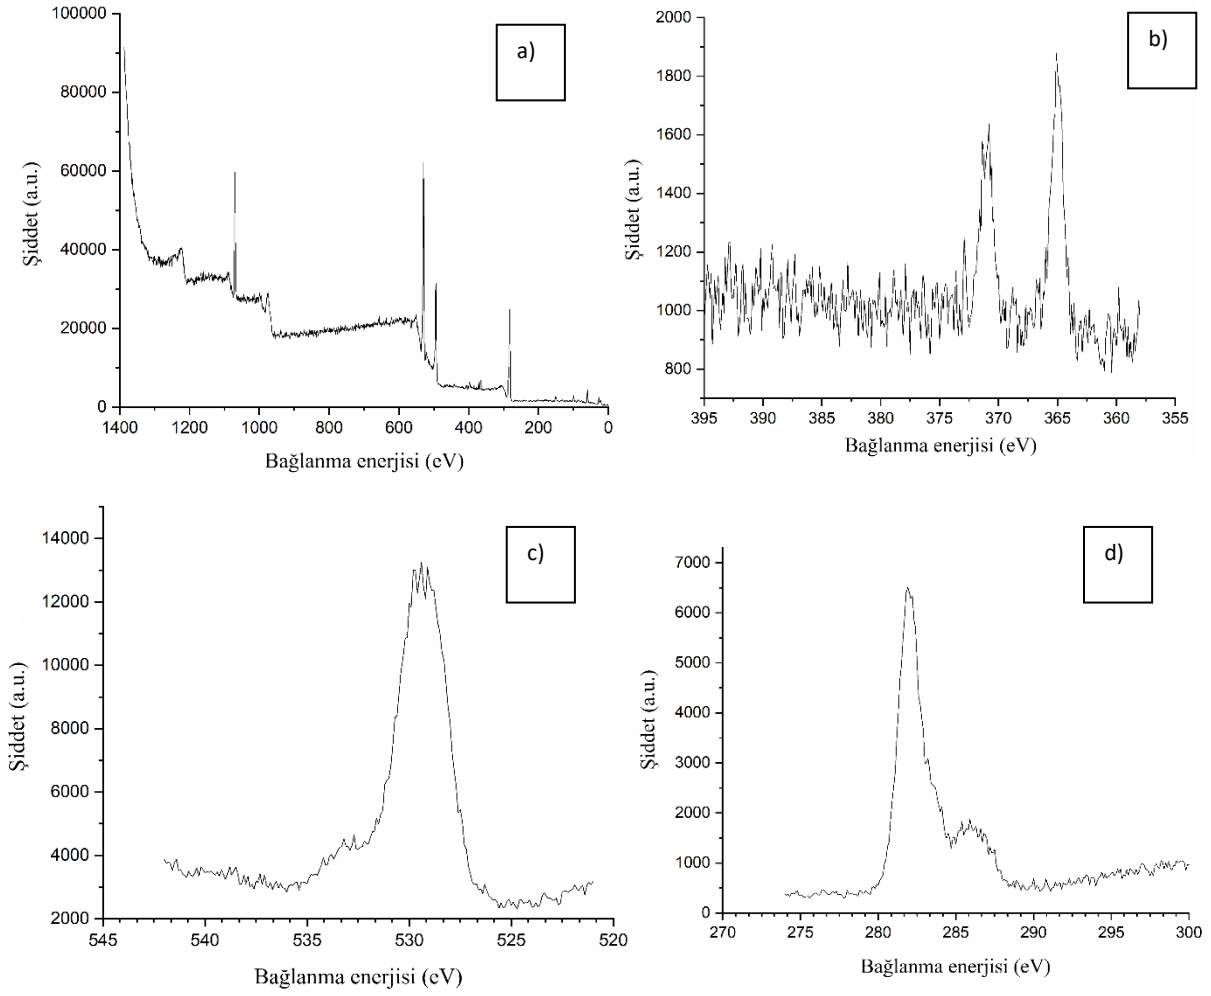 a)
100000
80000
60000
40000
20000
0
Şiddet (a.u.)
1400 1200 1000 800 600 400 200 0
Bağlanma enerjisi (eV)
b)
2000
1800
1600
1400
1200
1000
800
Şiddet (a.u.)
395 390 385 380 375 370 365 360 355
Bağlanma enerjisi (eV)
c)
14000
12000
10000
8000
6000
4000
2000
Şiddet (a.u.)
545 540 535 530 525 520
Bağlanma enerjisi (eV)
d)
7000
6000
5000
4000
3000
2000
1000
0
Şiddet (a.u.)
270 275 280 285 290 295 300
Bağlanma enerjisi (eV)